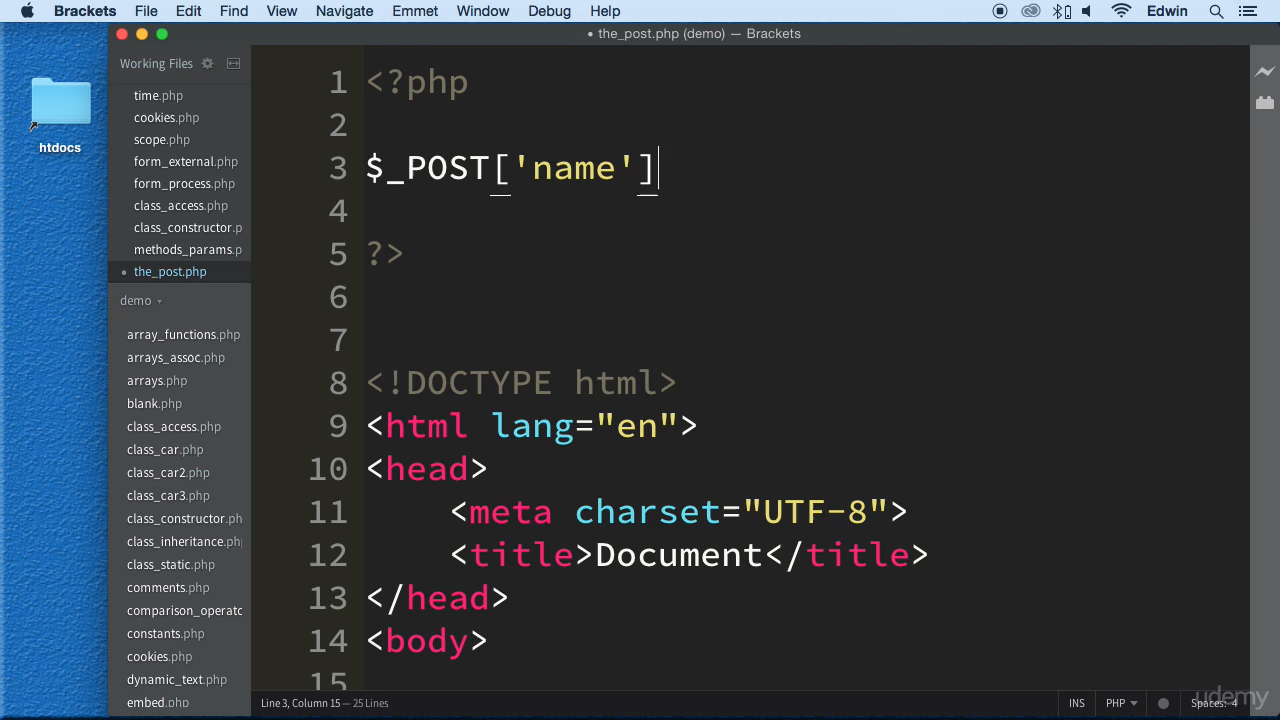 Brackets File Edit Find View Navigate Emmet Window Debug Help Edwin
• the_post.php (demo) — Brackets
htdocs
Working Files
time.php
cookies.php
scope.php
form_external.php
form_process.php
class_access.php
class_constructor.p
methods_params.p
• the_post.php
demo
array_functions.php
arrays_assoc.php
arrays.php
blank.php
class_access.php
class_car.php
class_car2.php
class_car3.php
class_constructor.ph
class_inheritance.ph
class_static.php
comments.php
comparison_operato
constants.php
cookies.php
dynamic_text.php
embed.php
1 <?php
2
3 $_POST['name']
4
5 ?>
6
7
8 <!DOCTYPE html>
9 <html lang="en">
10 <head>
11 <meta charset="UTF-8">
12 <title>Document</title>
13 </head>
14 <body>
15
Line 3, Column 15 — 25 Lines
INS PHP Spaces: 4
udemy